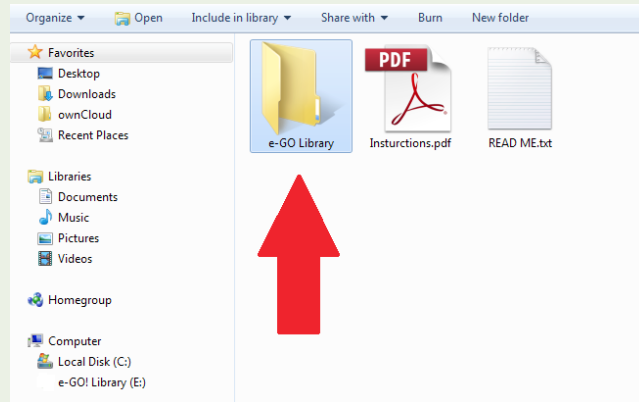 Organize Open Include in library Share with Burn New folder
Favorites
Desktop
Downloads
ownCloud
Recent Places
Libraries
Documents
Music
Pictures
Videos
Homegroup
Computer
Local Disk (C:)
e-GO! Library (E:)
PDF
e-GO Library Insturctions.pdf READ ME.txt